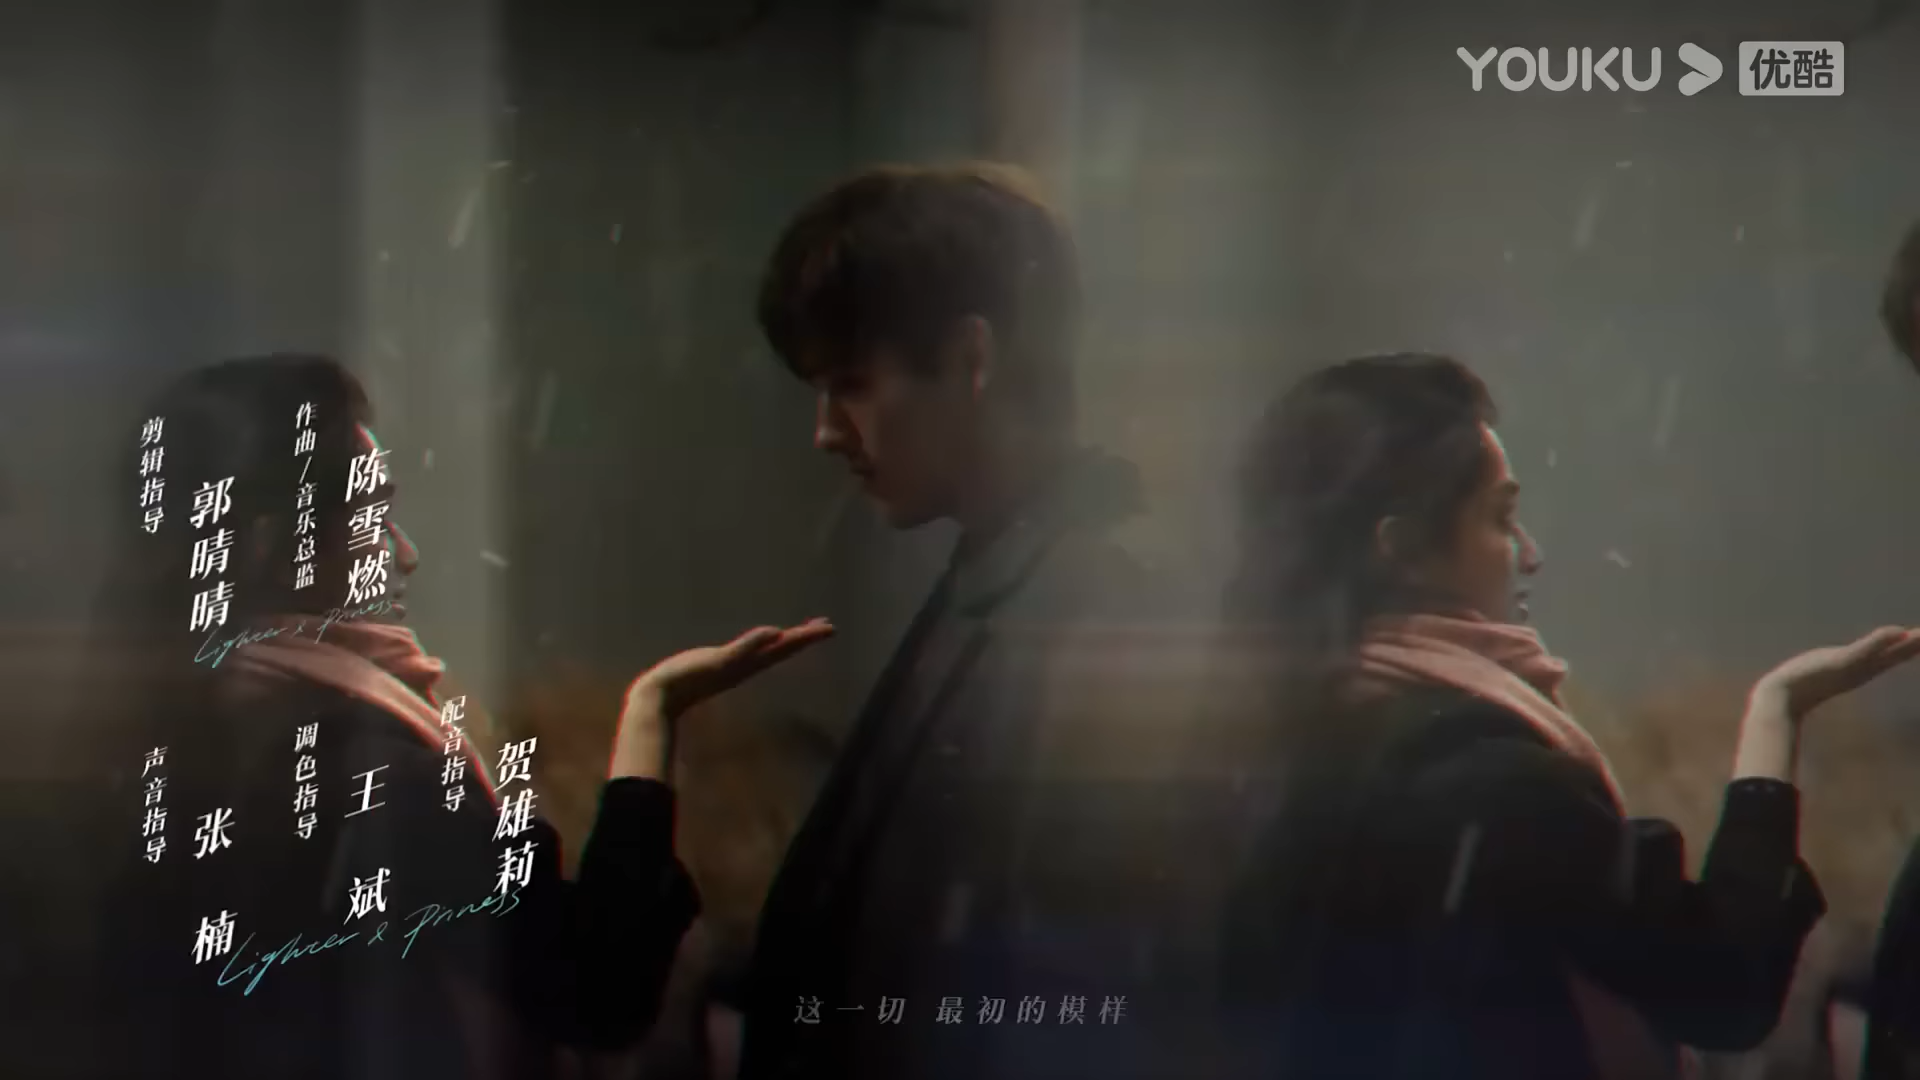 YOUKU 优酷
剪辑指导
郭晴晴
作曲/音乐总监
陈雪燃
Lighter & Princess
声音指导
张楠
调色指导
王斌
配音指导
贺雄莉
Lighter & Princess
这一切 最初的模样